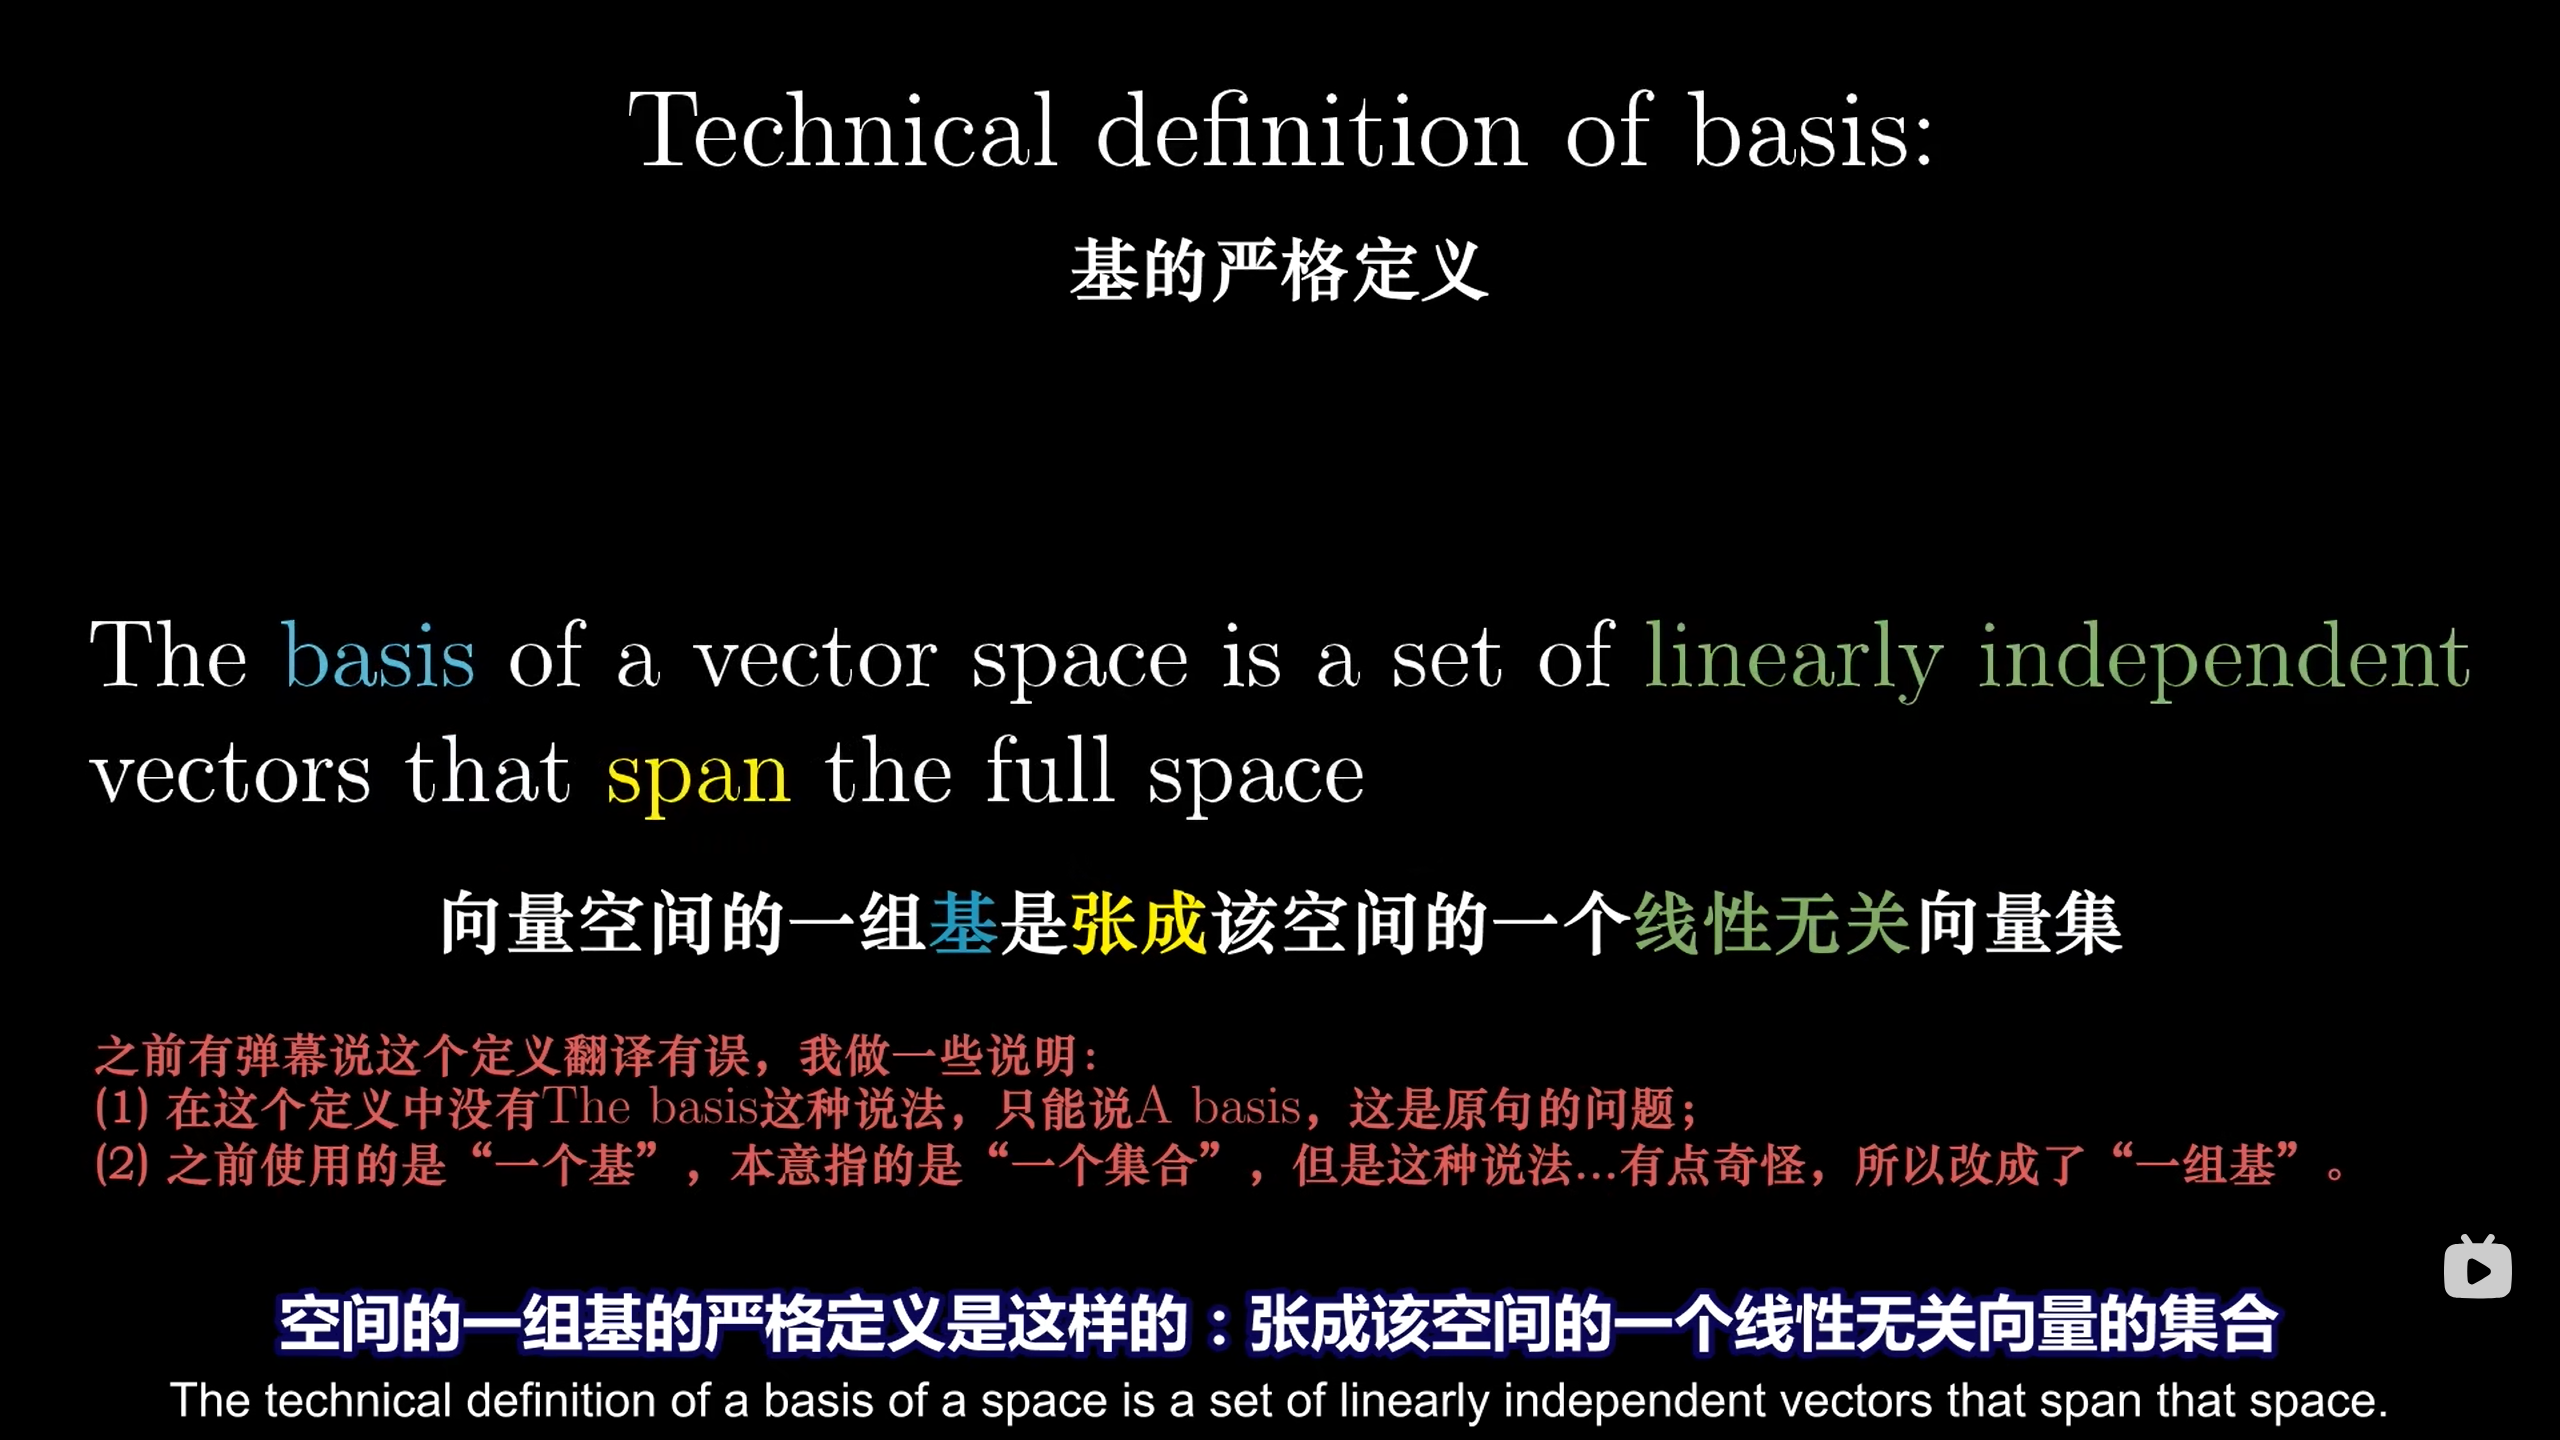 Technical definition of basis:
基的严格定义
The basis of a vector space is a set of linearly independent
vectors that span the full space
向量空间的一组基是张成该空间的一个线性无关向量集
之前有弹幕说这个定义翻译有误，我做一些说明：
(1) 在这个定义中没有The basis这种说法，只能说A basis，这是原句的问题；
(2) 之前使用的是“一个基”，本意指的是“一个集合”，但是这种说法...有点奇怪，所以改成了“一组基”。
空间的一组基的严格定义是这样的：张成该空间的一个线性无关向量的集合
The technical definition of a basis of a space is a set of linearly independent vectors that span that space.